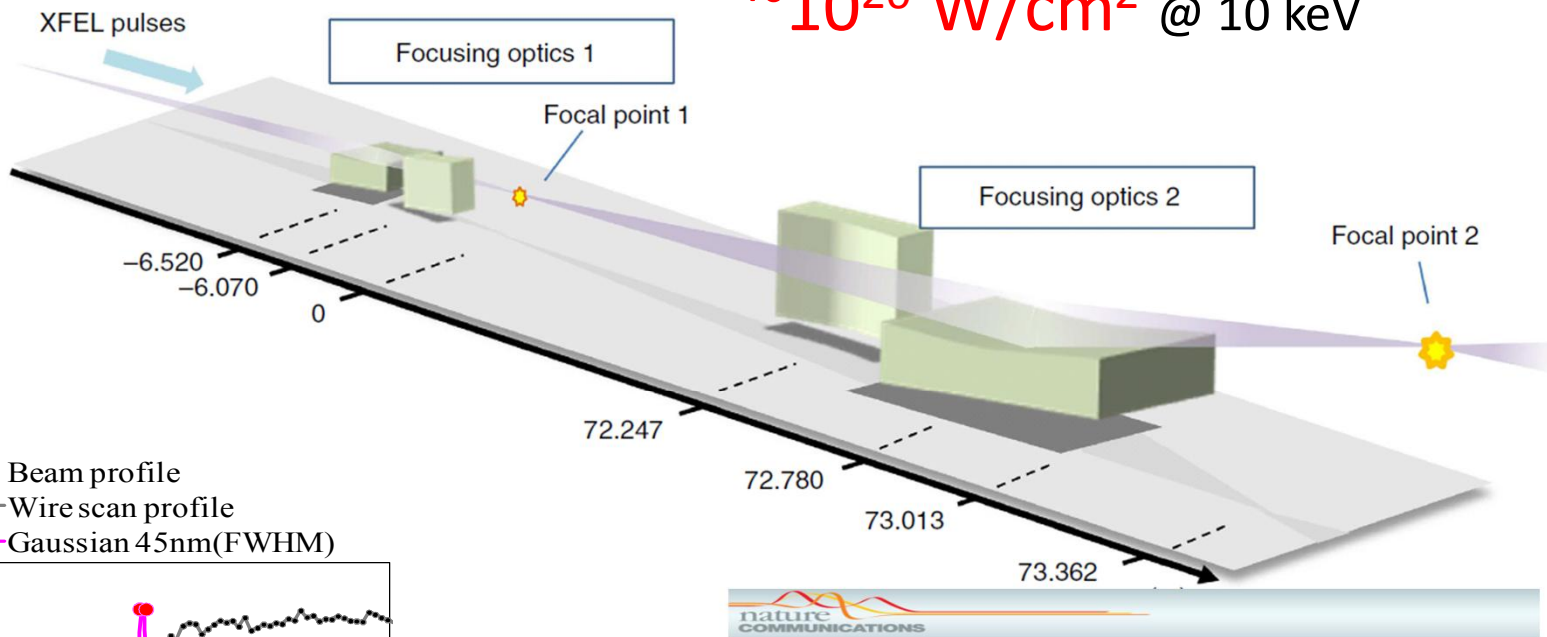 10²⁰ W/cm² @ 10 keV
XFEL pulses
Focusing optics 1
Focal point 1
Focusing optics 2
Focal point 2
−6.520
−6.070
0
72.247
72.780
73.013
73.362
Beam profile
Wire scan profile
Gaussian 45nm(FWHM)
nature
COMMUNICATIONS